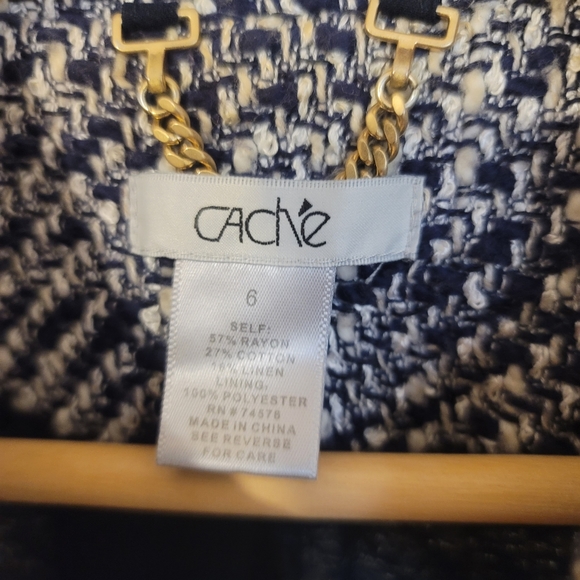 CAché
6
SELF:
57% RAYON
27% COTTON
16% LINEN
LINING:
100% POLYESTER
RN # 74578
MADE IN CHINA
SEE REVERSE
FOR CARE